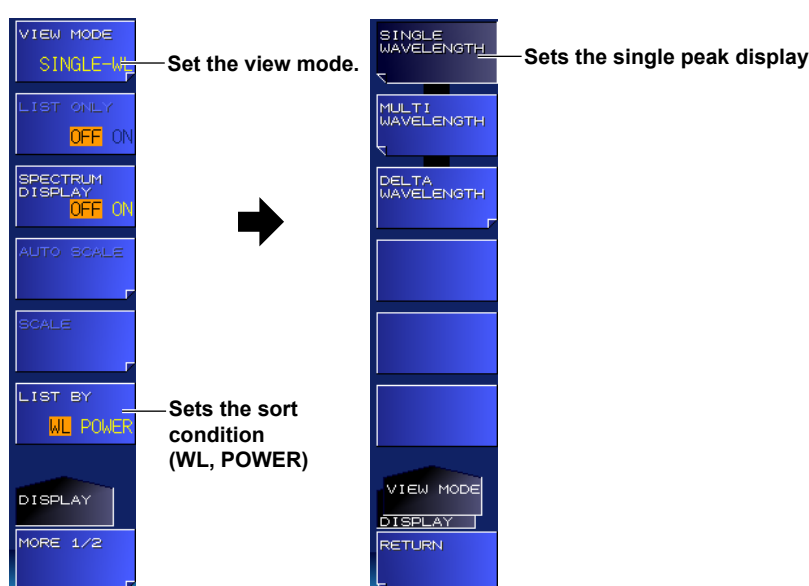 VIEW MODE
SINGLE-WL
Set the view mode.
LIST ONLY
OFF ON
SPECTRUM
DISPLAY
OFF ON
AUTO SCALE
SCALE
LIST BY
WL POWER
Sets the sort
condition
(WL, POWER)
DISPLAY
MORE 1/2
SINGLE
WAVELENGTH
Sets the single peak display
MULTI
WAVELENGTH
DELTA
WAVELENGTH
VIEW MODE
DISPLAY
RETURN